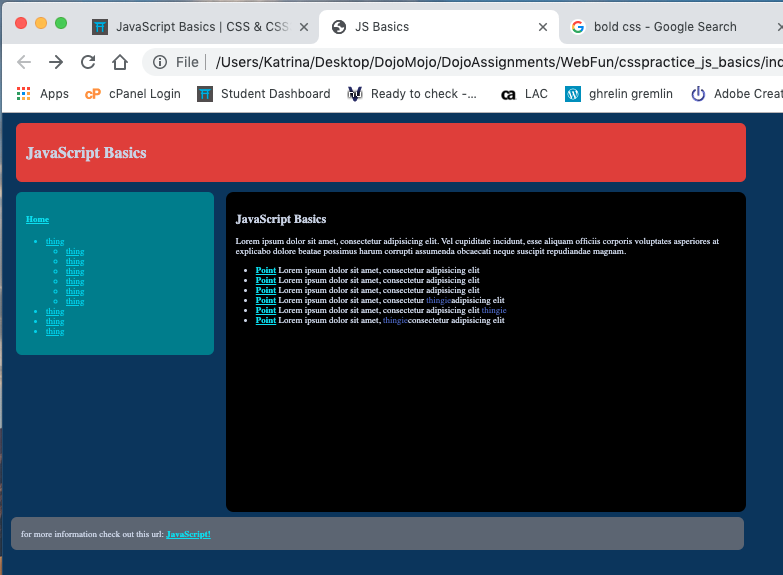 JavaScript Basics | CSS & CSS
JS Basics
bold css - Google Search
File
/Users/Katrina/Desktop/DojoMojo/DojoAssignments/WebFun/csspractice_js_basics/ind
Apps
cPanel Login
Student Dashboard
Ready to check -...
LAC
ghrelin gremlin
Adobe Creat
JavaScript Basics
Home
thing
thing
thing
thing
thing
thing
thing
thing
thing
thing
JavaScript Basics
Lorem ipsum dolor sit amet, consectetur adipisicing elit. Vel cupiditate incidunt, esse aliquam officiis corporis voluptates asperiores at
explicabo dolore beatae possimus harum corrupti assumenda obcaecati neque suscipit repudiandae magnam.
Point Lorem ipsum dolor sit amet, consectetur adipisicing elit
Point Lorem ipsum dolor sit amet, consectetur adipisicing elit
Point Lorem ipsum dolor sit amet, consectetur adipisicing elit
Point Lorem ipsum dolor sit amet, consectetur thingieadipisicing elit
Point Lorem ipsum dolor sit amet, consectetur adipisicing elit thingie
Point Lorem ipsum dolor sit amet, thingieconsectetur adipisicing elit
for more information check out this url: JavaScript!